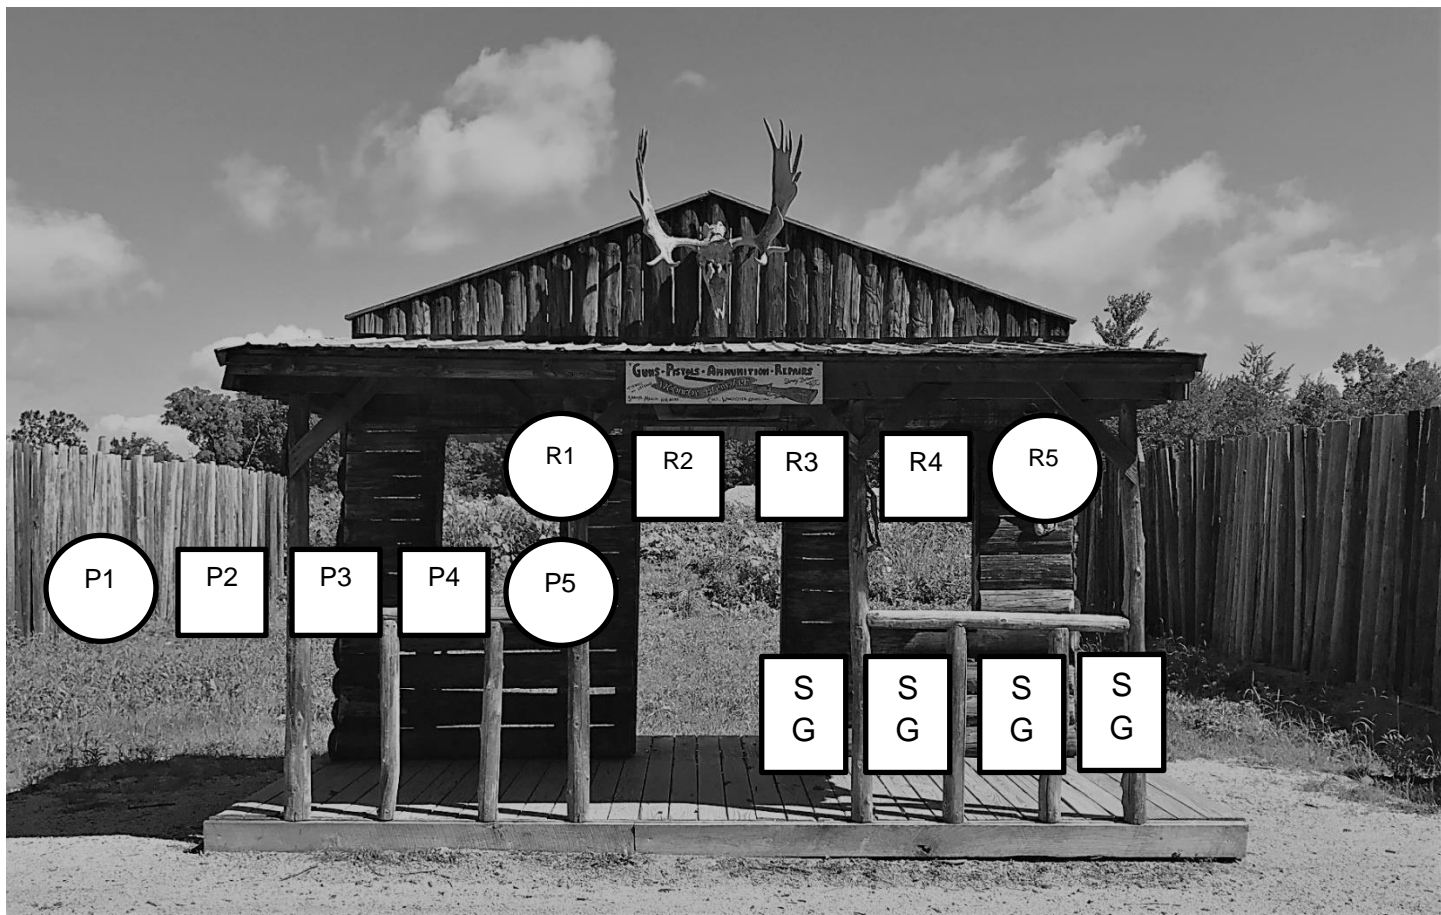 GUNS • PISTOLS • AMMUNITION • REPAIRS
R1
R2
R3
R4
R5
P1
P2
P3
P4
P5
S
G
S
G
S
G
S
G